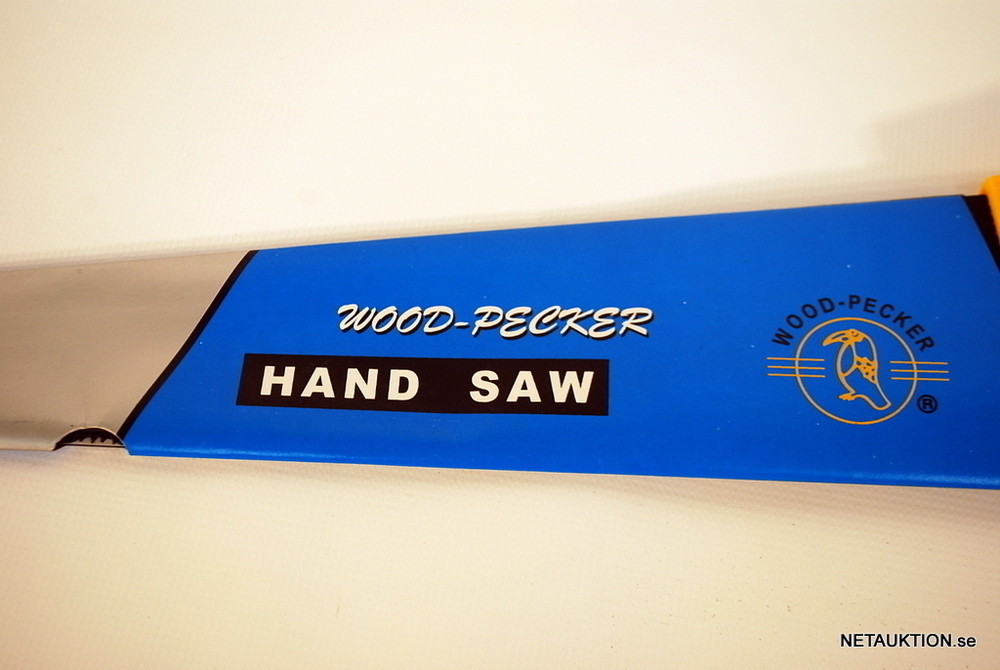 WOOD-PECKER
HAND SAW
WOOD-PECKER
®
NETAUKTION.se